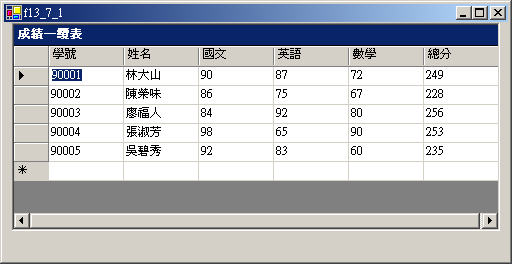 f13_7_1
成績一纜表
學號 姓名 國文 英語 數學 總分
90001 林大山 90 87 72 249
90002 陳榮味 86 75 67 228
90003 廖福人 84 92 80 256
90004 張淑芳 98 65 90 253
90005 吳碧秀 92 83 60 235